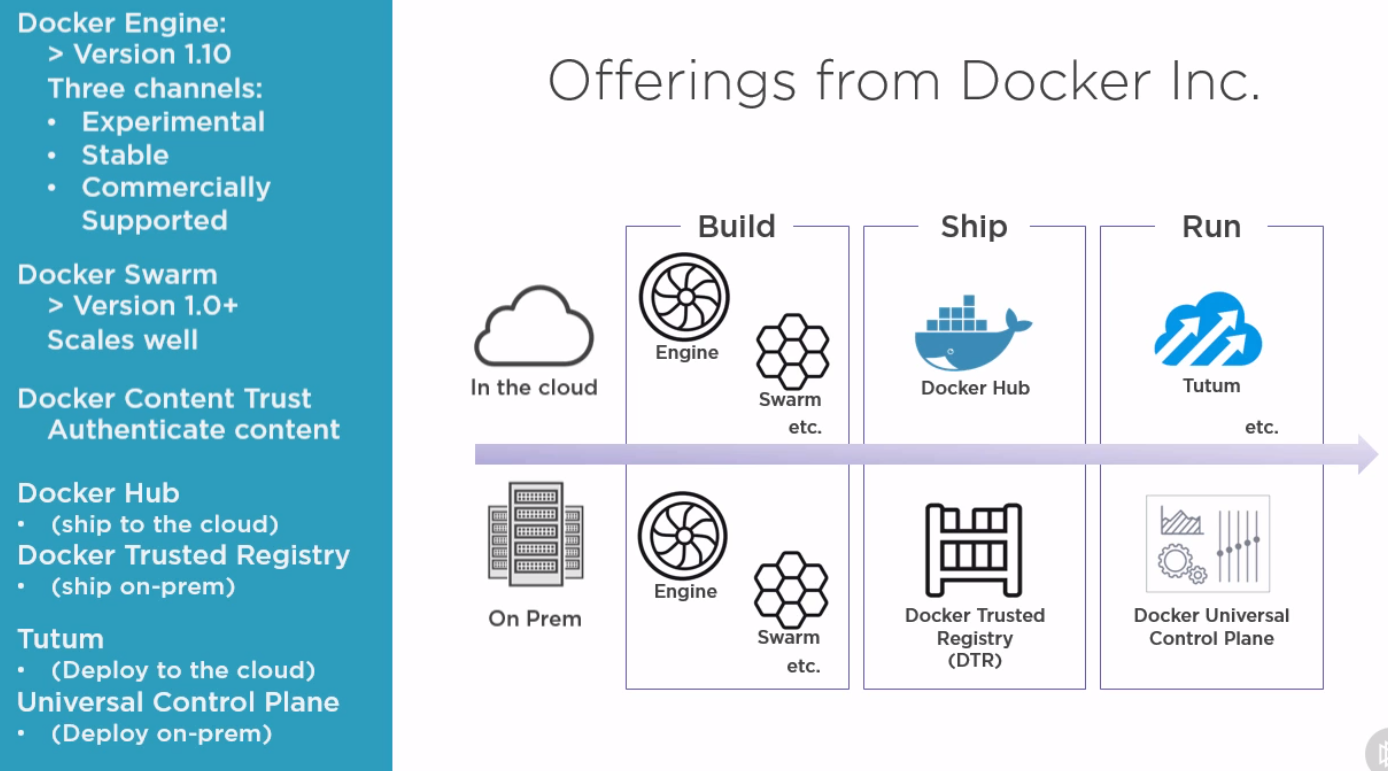 Docker Engine:
> Version 1.10
Three channels:
• Experimental
• Stable
• Commercially
Supported
Docker Swarm
> Version 1.0+
Scales well
Docker Content Trust
Authenticate content
Docker Hub
• (ship to the cloud)
Docker Trusted Registry
• (ship on-prem)
Tutum
• (Deploy to the cloud)
Universal Control Plane
• (Deploy on-prem)
Offerings from Docker Inc.
Build
Ship
Run
In the cloud
Engine
Swarm
etc.
Docker Hub
Tutum
etc.
On Prem
Engine
Swarm
etc.
Docker Trusted
Registry
(DTR)
Docker Universal
Control Plane